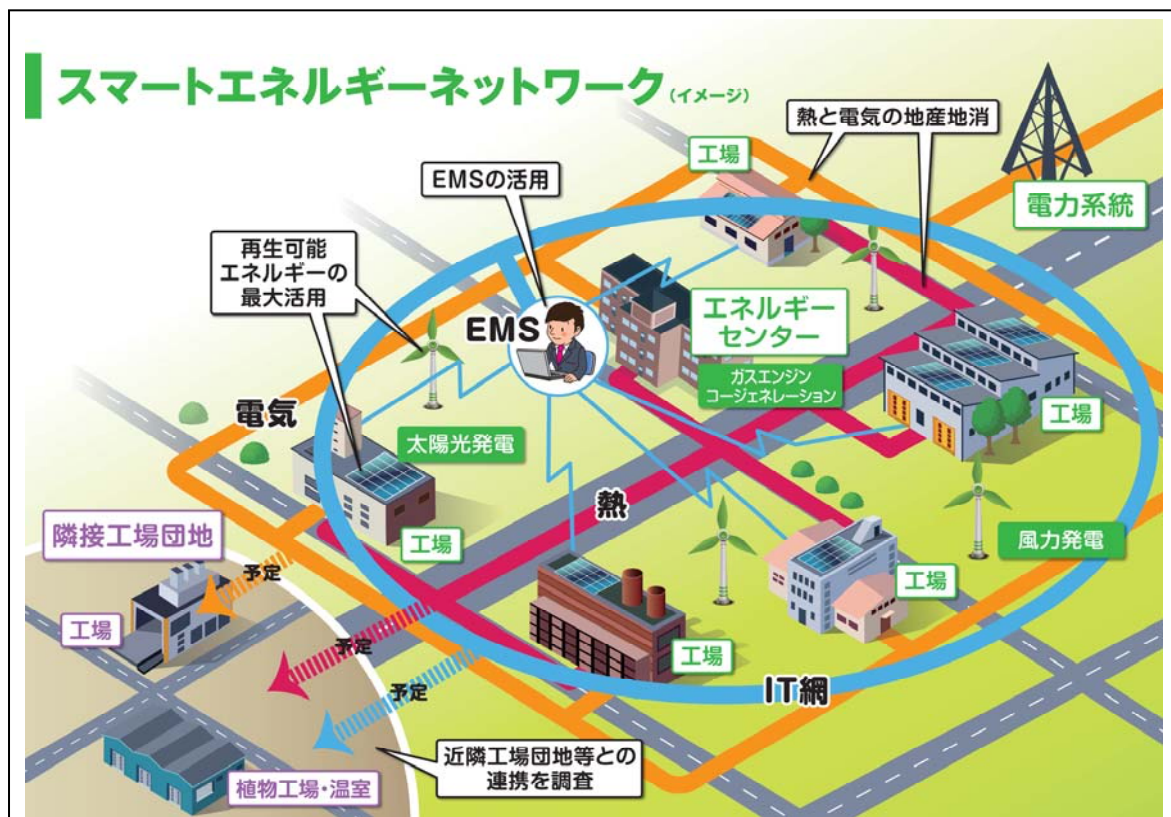 スマートエネルギーネットワーク(イメージ)
熱と電気の地産地消
工場
電力系統
EMSの活用
再生可能
エネルギーの
最大活用
EMS
エネルギー
センター
ガスエンジン
コージェネレーション
工場
電気
太陽光発電
熱
工場
風力発電
隣接工場団地
予定
工場
工場
予定
工場
予定
IT網
近隣工場団地等との
連携を調査
植物工場・温室